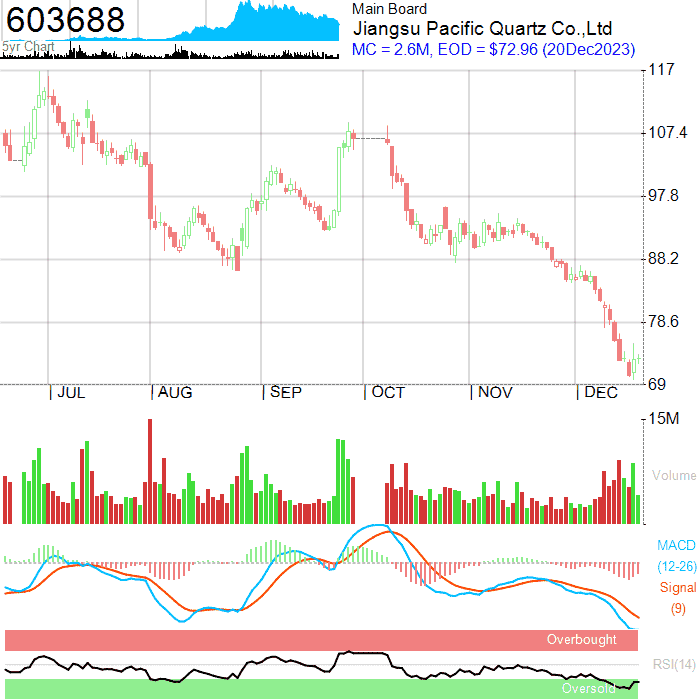 603688
5yr Chart
Main Board
Jiangsu Pacific Quartz Co.,Ltd
MC = 2.6M, EOD = $72.96 (20Dec2023)
117
107.4
97.8
88.2
78.6
69
JUL
AUG
SEP
OCT
NOV
DEC
15M
Volume
MACD
(12-26)
Signal
(9)
Overbought
RSI(14)
Oversold